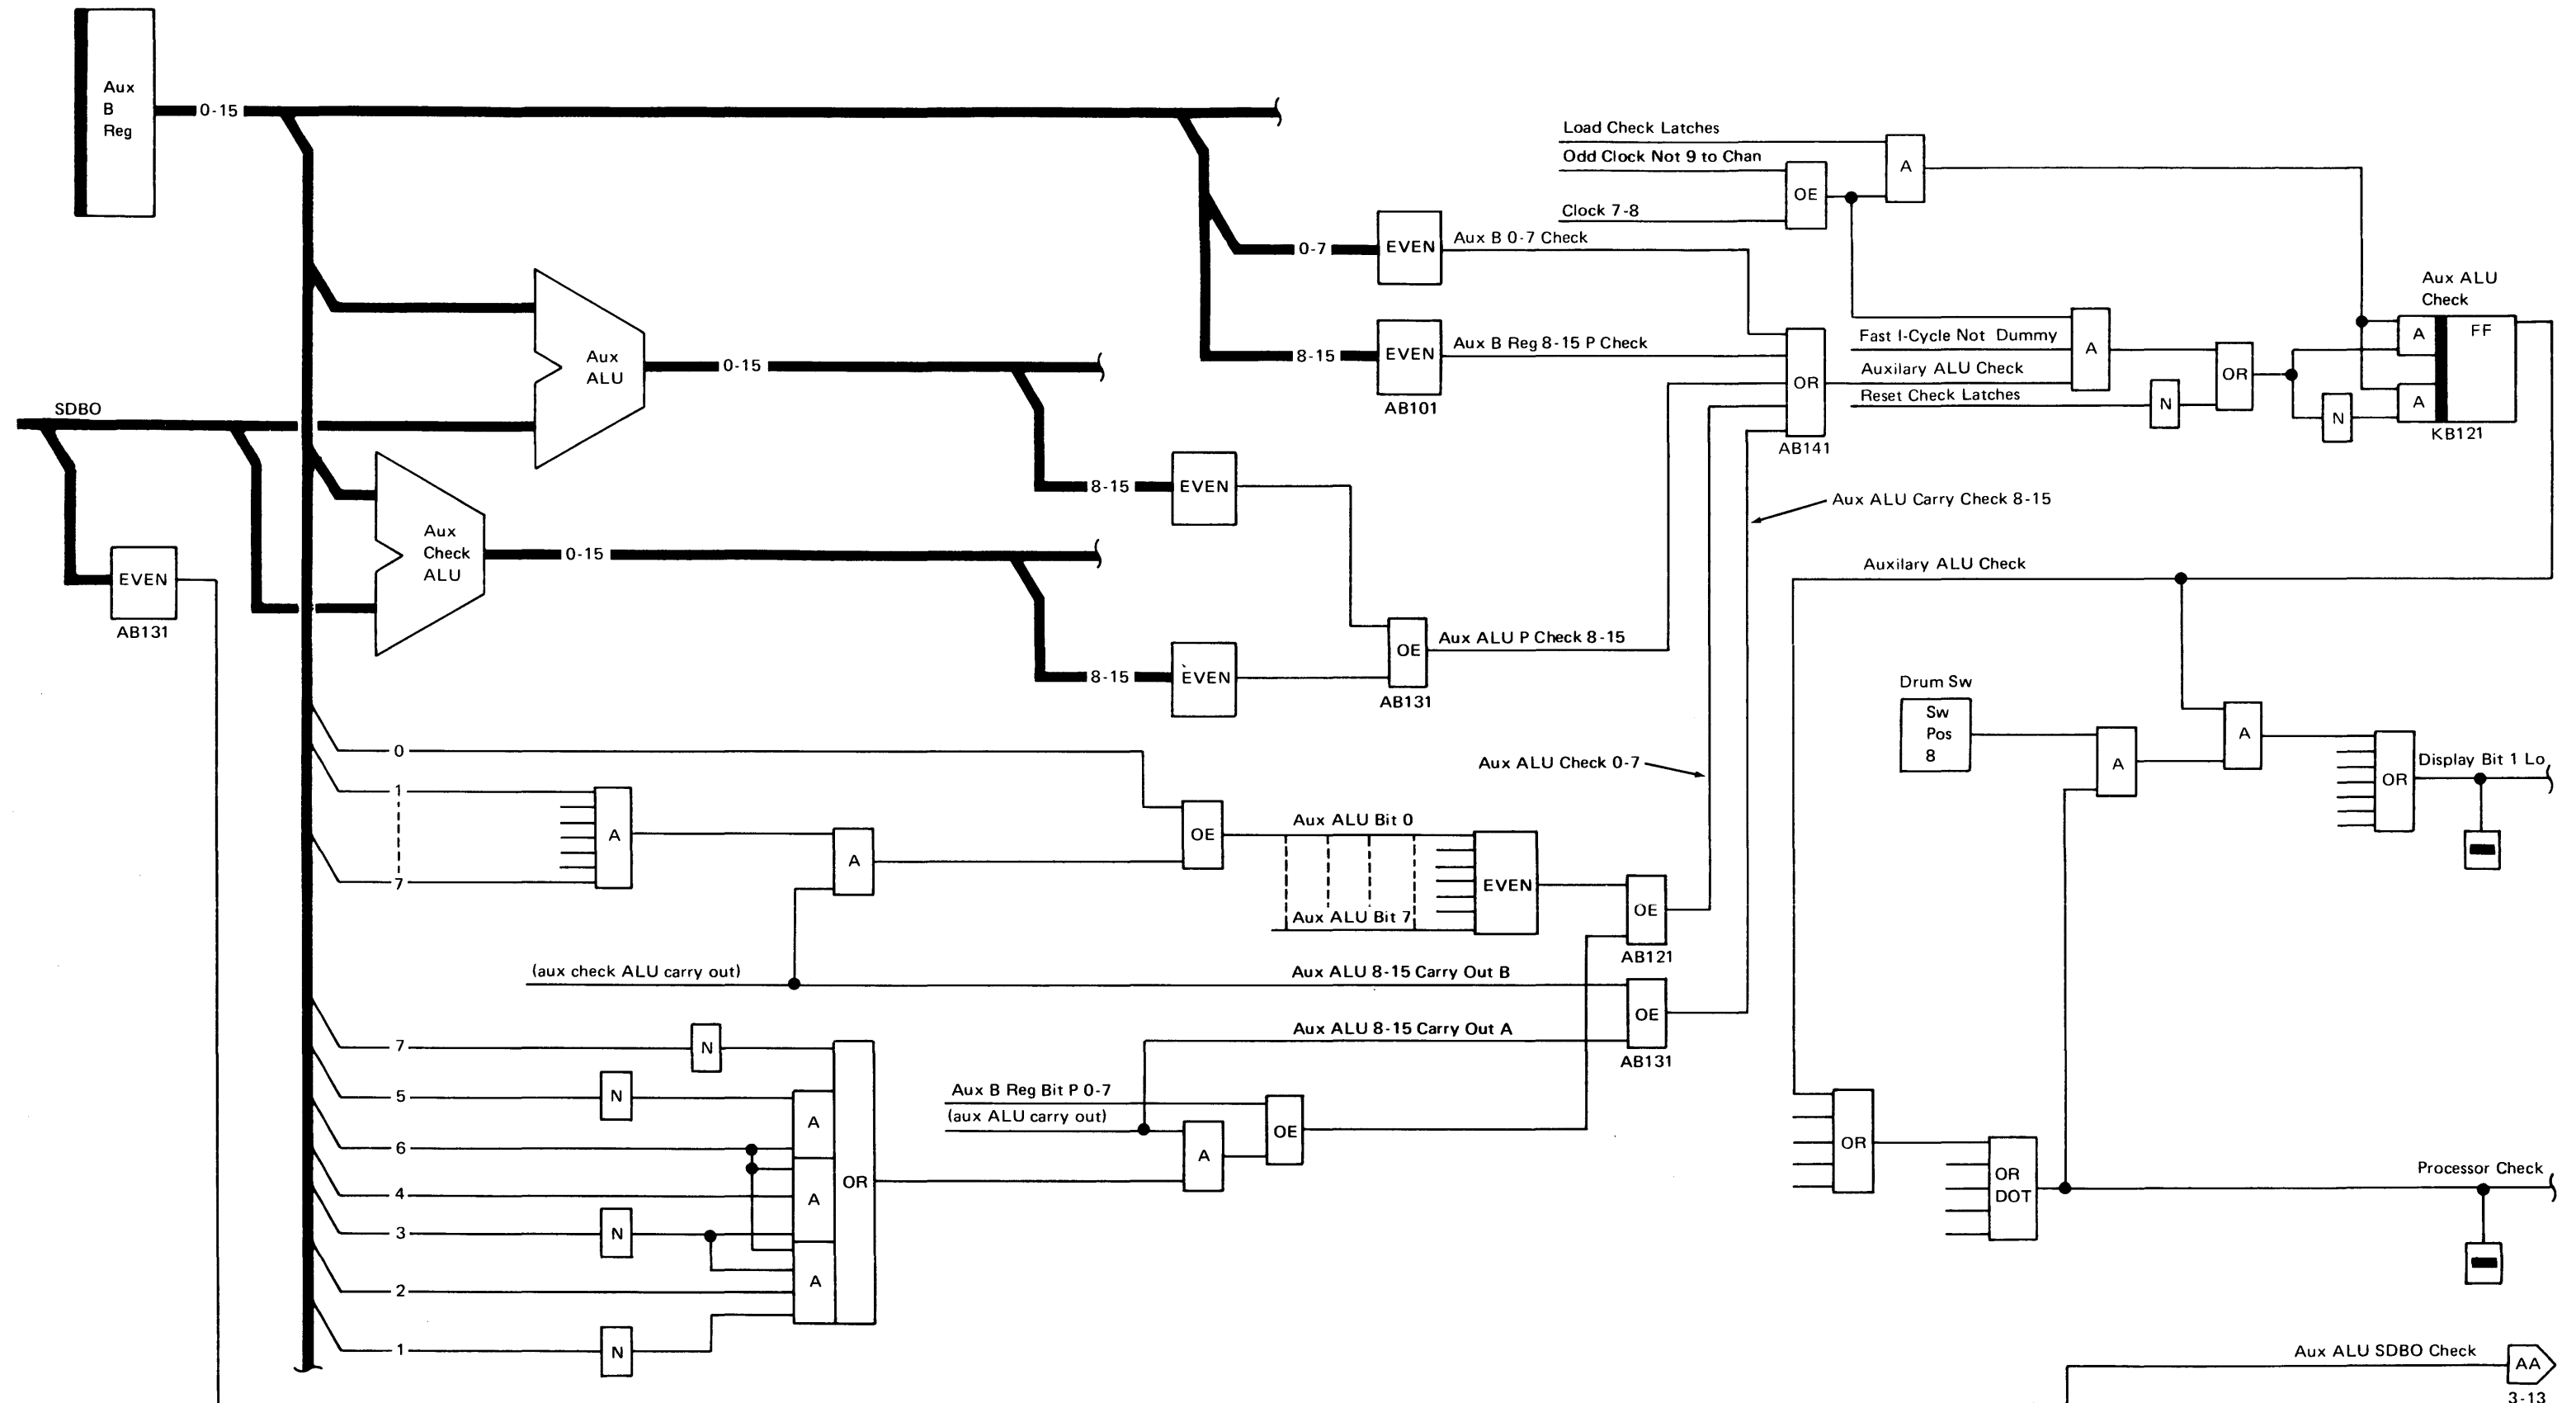 Aux
B
Reg
0-15
Load Check Latches
Odd Clock Not 9 to Chan
Clock 7-8
OE
A
0-7
EVEN
Aux B 0-7 Check
8-15
EVEN
AB101
Aux B Reg 8-15 P Check
Aux ALU
Check
A
A
FF
KB121
Fast I-Cycle Not Dummy
Auxilary ALU Check
Reset Check Latches
OR
AB141
A
N
OR
N
Aux
ALU
0-15
SDBO
8-15
EVEN
Aux ALU Carry Check 8-15
Aux
Check
ALU
0-15
EVEN
AB131
Auxilary ALU Check
8-15
EVEN
OE
AB131
Aux ALU P Check 8-15
Drum Sw
Sw
Pos
8
A
A
OR
Display Bit 1 Lo
0
1
7
A
A
OE
Aux ALU Check 0-7
Aux ALU Bit 0
Aux ALU Bit 7
EVEN
OE
AB121
(aux check ALU carry out)
Aux ALU 8-15 Carry Out B
Aux ALU 8-15 Carry Out A
OE
AB131
7
N
5
N
6
4
3
N
2
1
N
A
A
A
OR
Aux B Reg Bit P 0-7
(aux ALU carry out)
A
OE
OR
OR
DOT
Processor Check
Aux ALU SDBO Check
AA
3-13